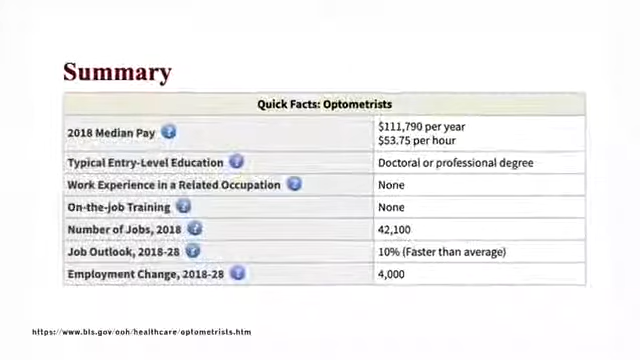 Summary
Quick Facts: Optometrists
2018 Median Pay ? $111,790 per year
$53.75 per hour
Typical Entry-Level Education ? Doctoral or professional degree
Work Experience in a Related Occupation ? None
On-the-job Training ? None
Number of Jobs, 2018 ? 42,100
Job Outlook, 2018-28 ? 10% (Faster than average)
Employment Change, 2018-28 ? 4,000
https://www.bls.gov/ooh/healthcare/optometrists.htm